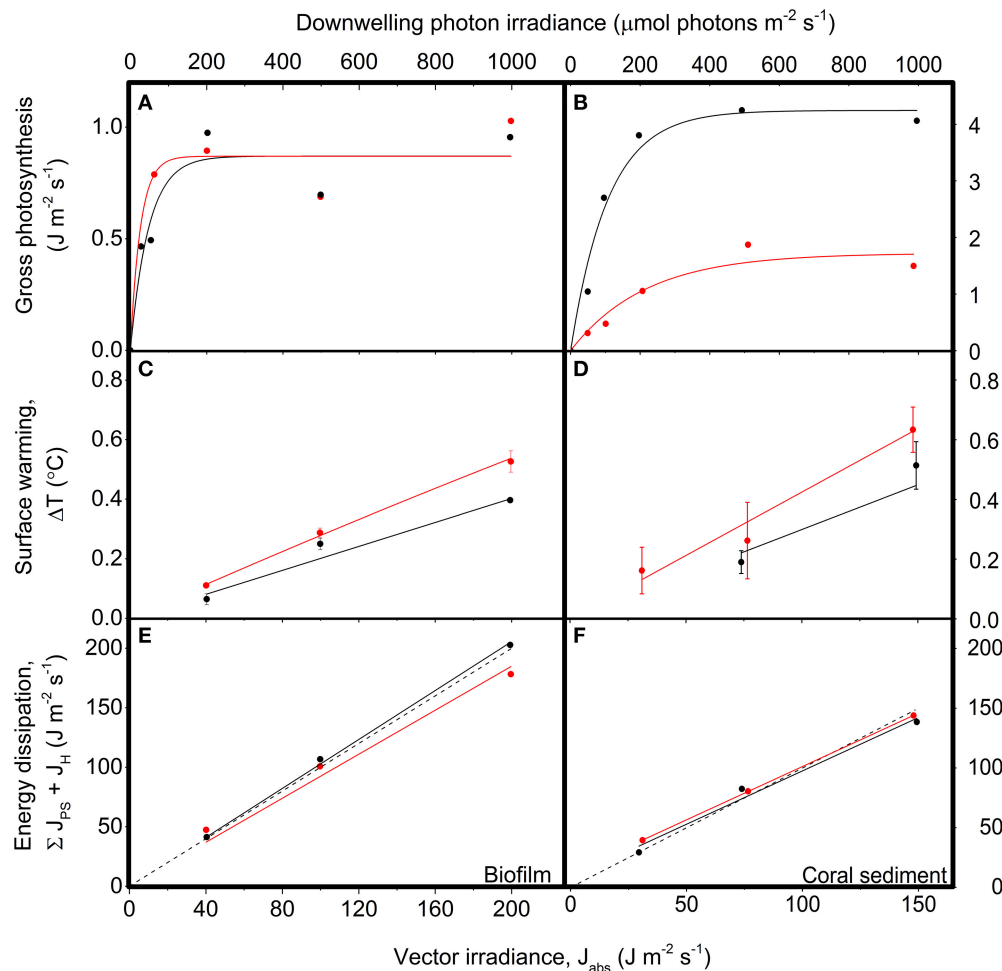 Downwelling photon irradiance (μmol photons m-2 s-1)
0 200 400 600 800 1000
0 200 400 600 800 1000
A
B
Gross photosynthesis
(J m-2 s-1)
1.0
0.5
0.0
4
3
2
1
0
C
D
Surface warming,
ΔT (°C)
0.8
0.6
0.4
0.2
0.0
0.8
0.6
0.4
0.2
0.0
E
F
Energy dissipation,
Σ JPS + JH (J m-2 s-1)
200
150
100
50
0
200
150
100
50
0
Biofilm
Coral sediment
0 40 80 120 160 200
0 50 100 150
Vector irradiance, Jabs (J m-2 s-1)